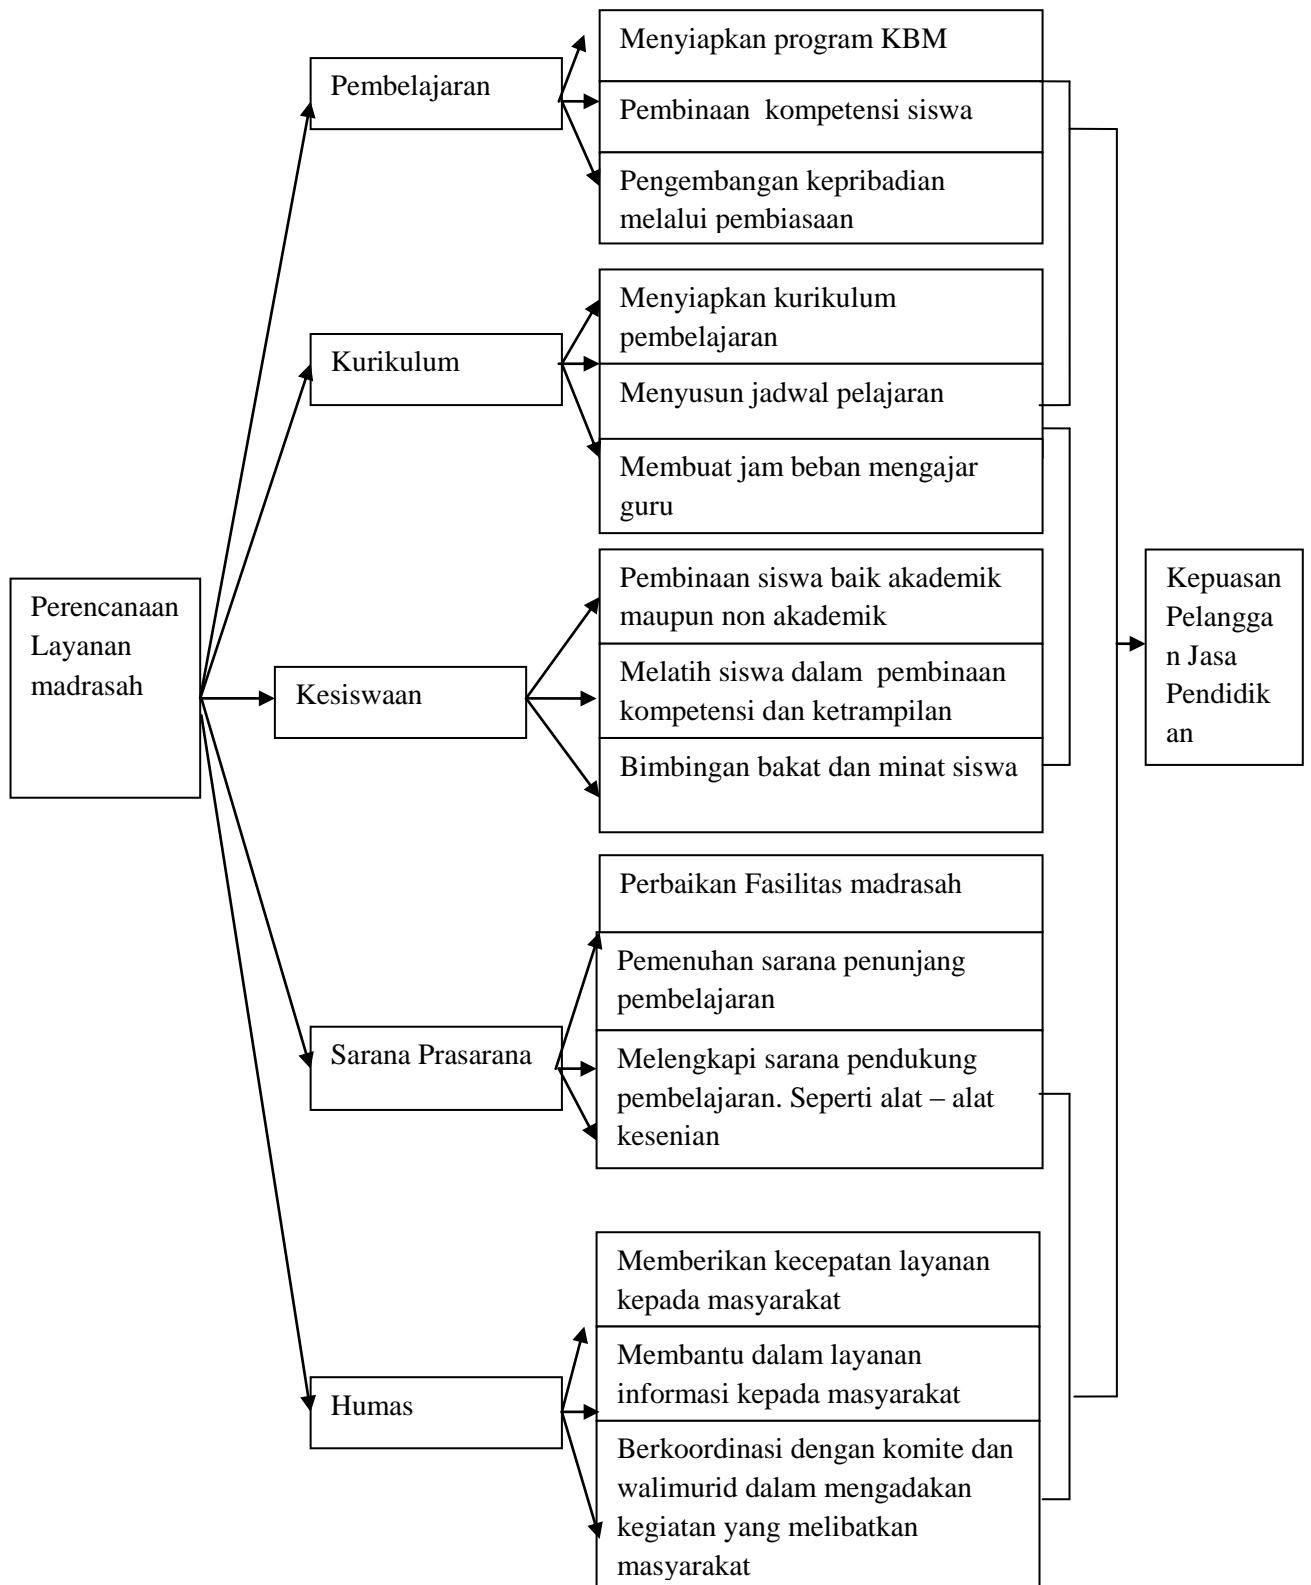 Perencanaan
Layanan
madrasah
Pembelajaran
Menyiapkan program KBM
Pembinaan  kompetensi siswa
Pengembangan kepribadian
melalui pembiasaan
Kurikulum
Menyiapkan kurikulum
pembelajaran
Menyusun jadwal pelajaran
Membuat jam beban mengajar
guru
Kesiswaan
Pembinaan siswa baik akademik
maupun non akademik
Melatih siswa dalam  pembinaan
kompetensi dan ketrampilan
Bimbingan bakat dan minat siswa
Sarana Prasarana
Perbaikan Fasilitas madrasah
Pemenuhan sarana penunjang
pembelajaran
Melengkapi sarana pendukung
pembelajaran. Seperti alat – alat
kesenian
Humas
Memberikan kecepatan layanan
kepada masyarakat
Membantu dalam layanan
informasi kepada masyarakat
Berkoordinasi dengan komite dan
walimurid dalam mengadakan
kegiatan yang melibatkan
masyarakat
Kepuasan
Pelangga
n Jasa
Pendidik
an